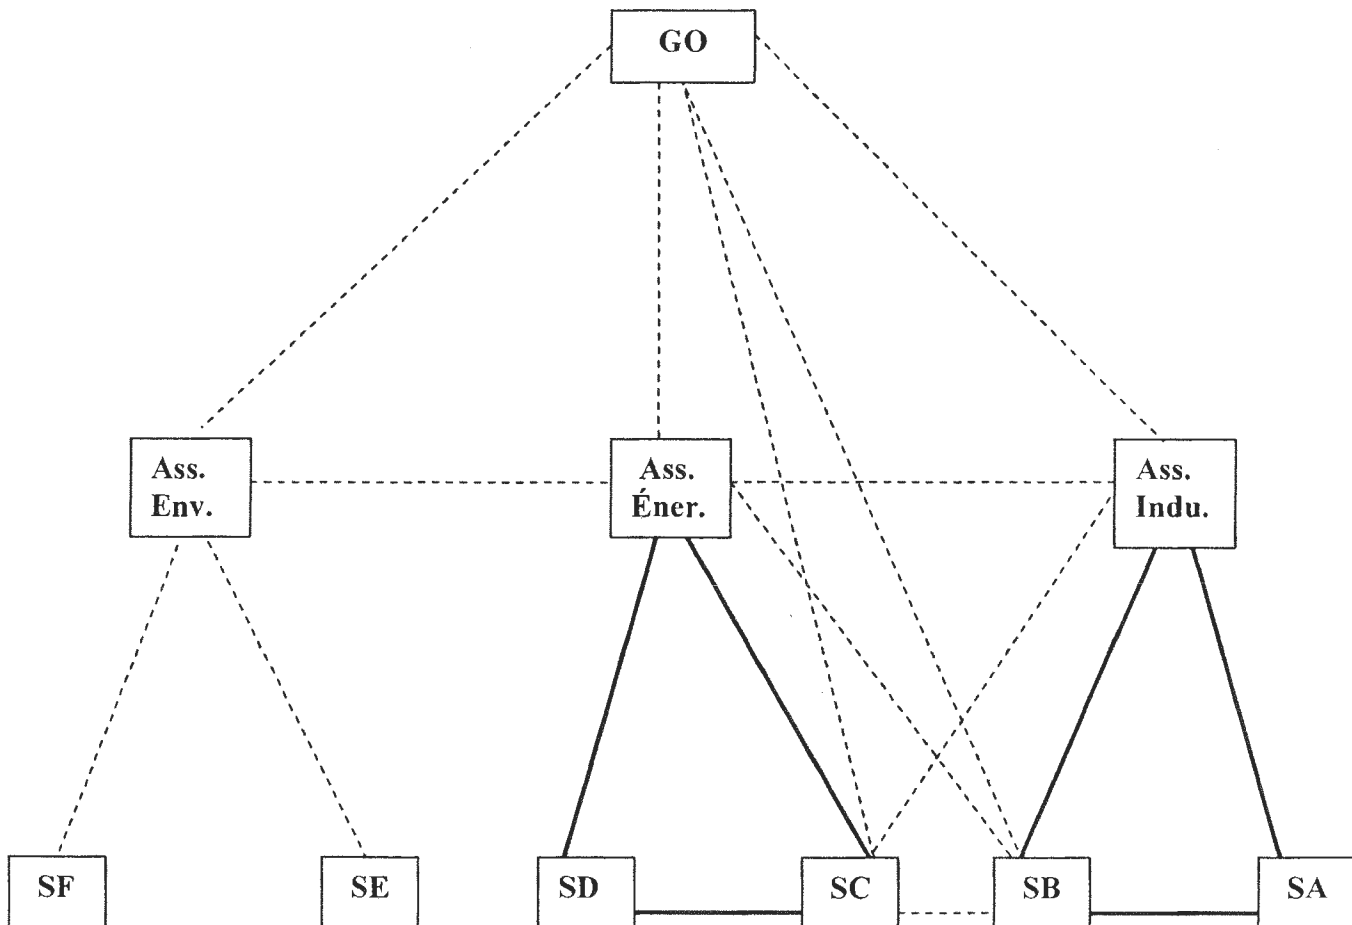 GO
Ass.
Env.
Ass.
Éner.
Ass.
Indu.
SF
SE
SD
SC
SB
SA